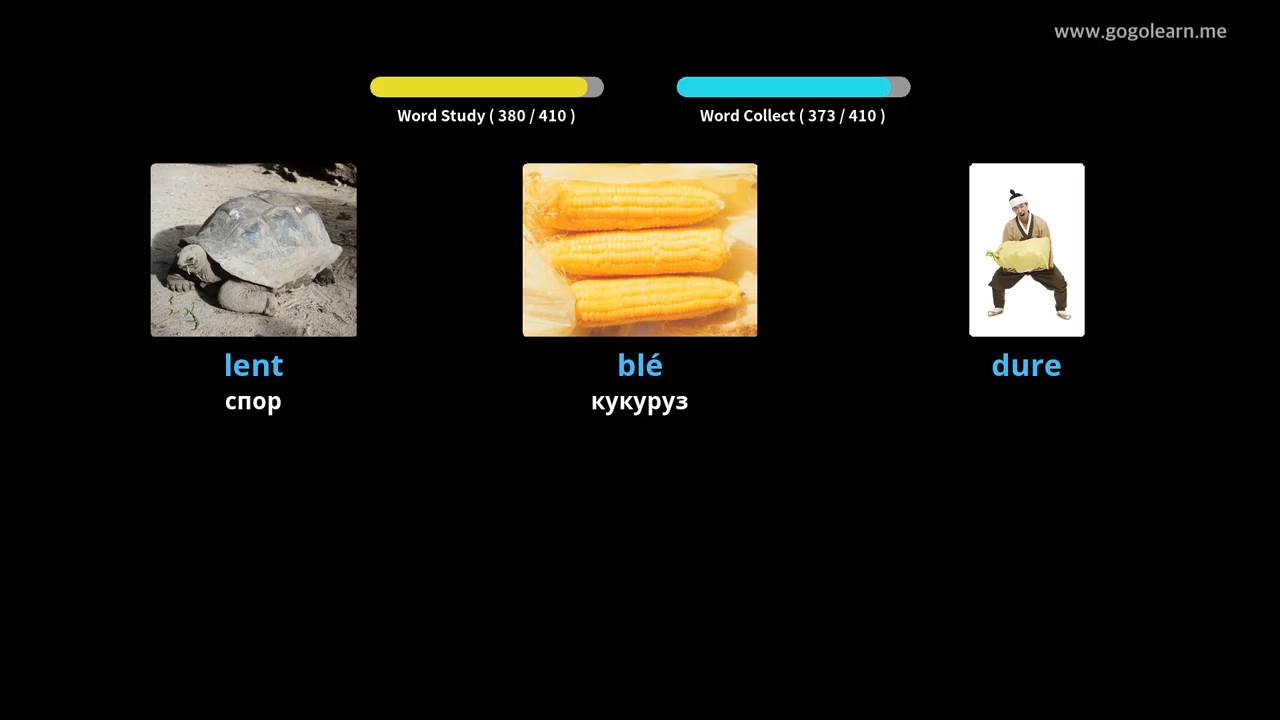 www.gogolearn.me
Word Study ( 380 / 410 )
Word Collect ( 373 / 410 )
lent
blé
dure
спор
кукуруз